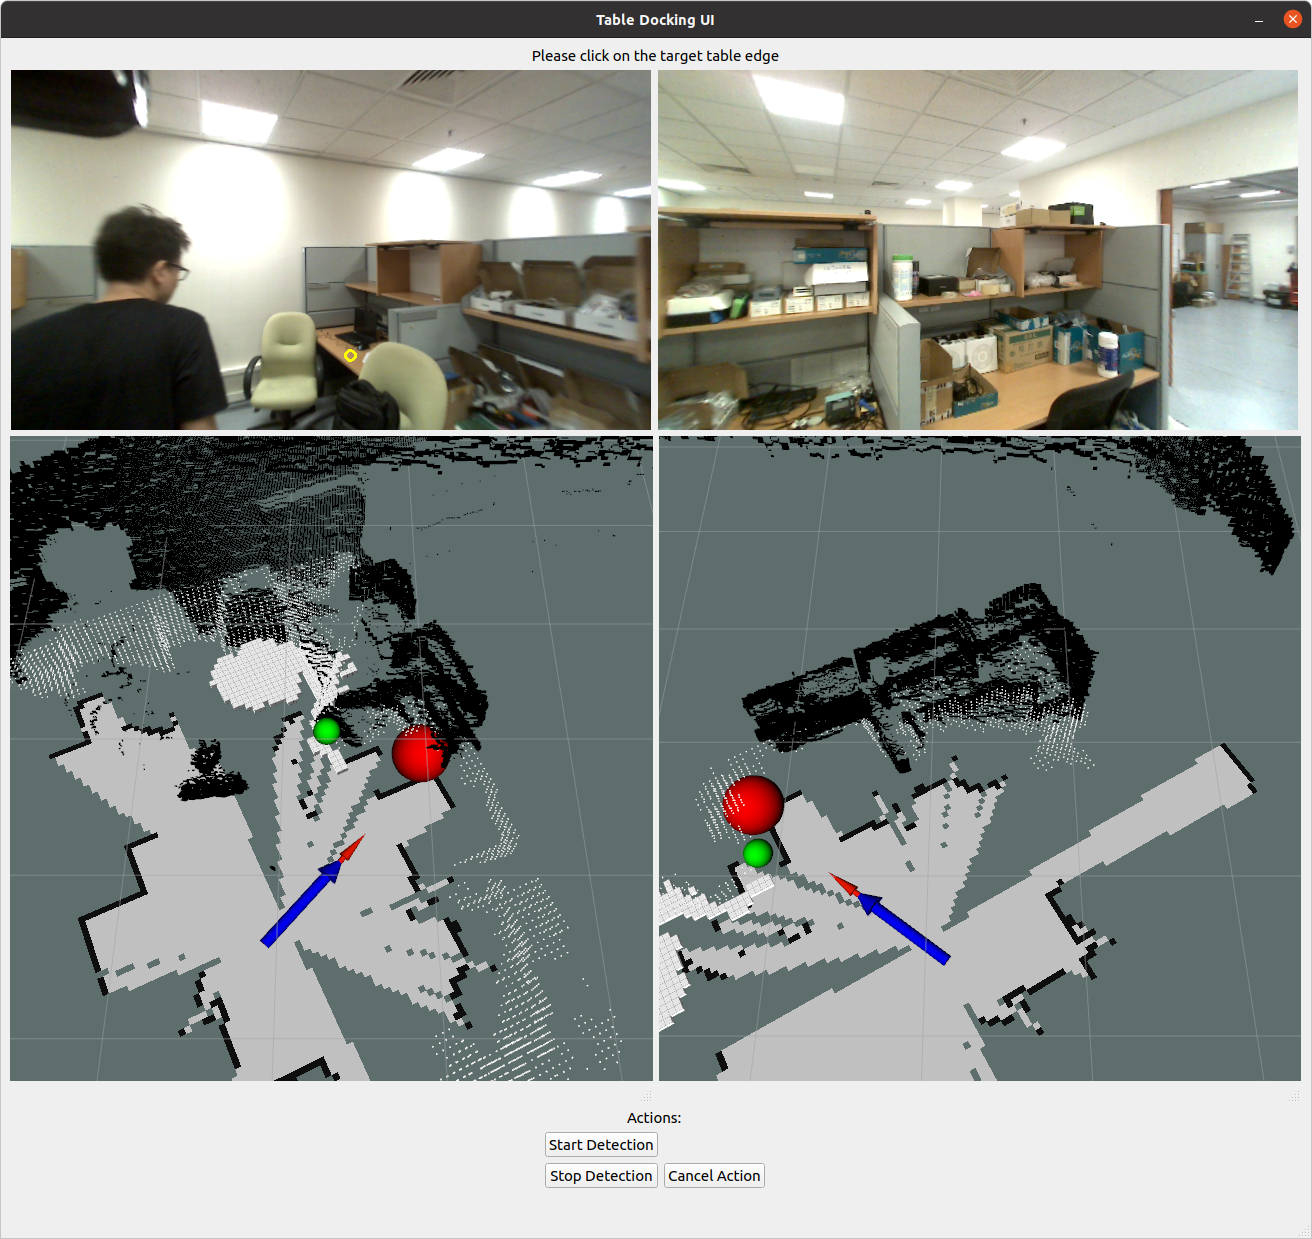 Table Docking UI
Please click on the target table edge
Actions:
Start Detection
Stop Detection Cancel Action